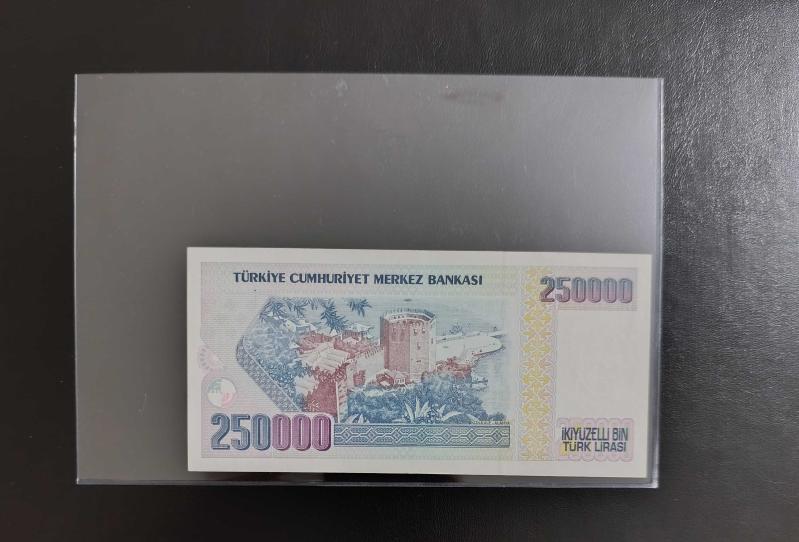 TÜRKİYE CUMHURİYET MERKEZ BANKASI
250000
250000
İKİYÜZELLİ BİN
TÜRK LİRASI